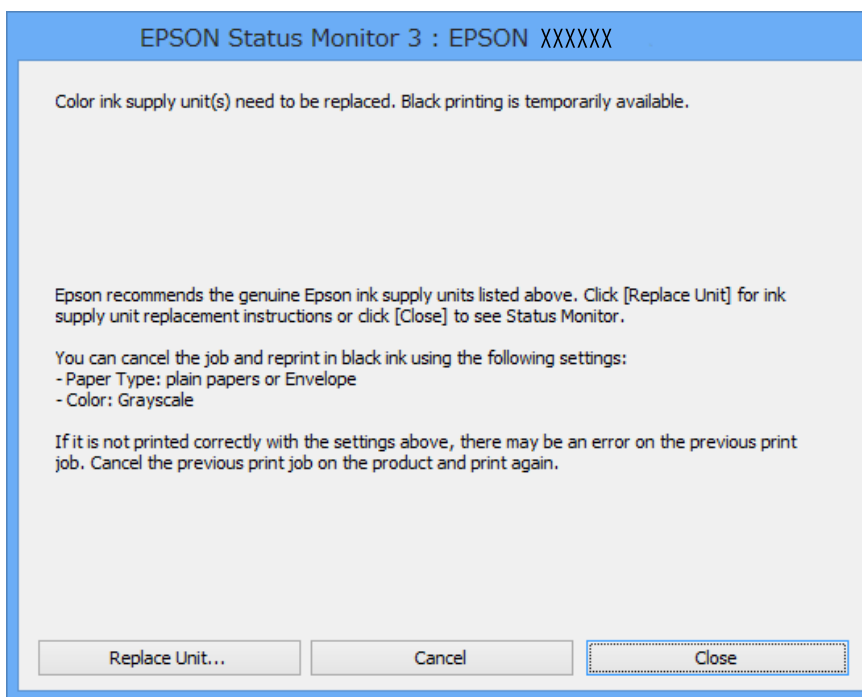 EPSON Status Monitor 3 : EPSON XXXXXX
Color ink supply unit(s) need to be replaced. Black printing is temporarily available.
Epson recommends the genuine Epson ink supply units listed above. Click [Replace Unit] for ink
supply unit replacement instructions or click [Close] to see Status Monitor.
You can cancel the job and reprint in black ink using the following settings:
- Paper Type: plain papers or Envelope
- Color: Grayscale
If it is not printed correctly with the settings above, there may be an error on the previous print
job. Cancel the previous print job on the product and print again.
Replace Unit... Cancel Close